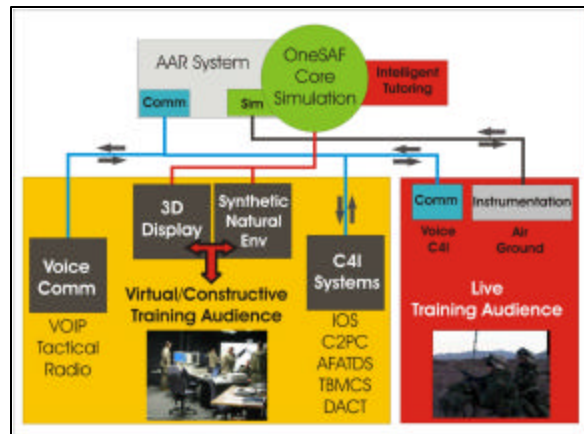 AAR System
OneSAF
Core
Simulation
Intelligent
Tutoring
Comm
Sim
3D
Display
Synthetic
Natural
Env
Comm
Instrumentation
Voice
C4I
Air
Ground
Voice
Comm
C4I
Systems
Virtual/Constructive
Training Audience
Live
Training Audience
VOIP
Tactical
Radio
IOS
C2PC
AFATDS
TBMCS
DACT